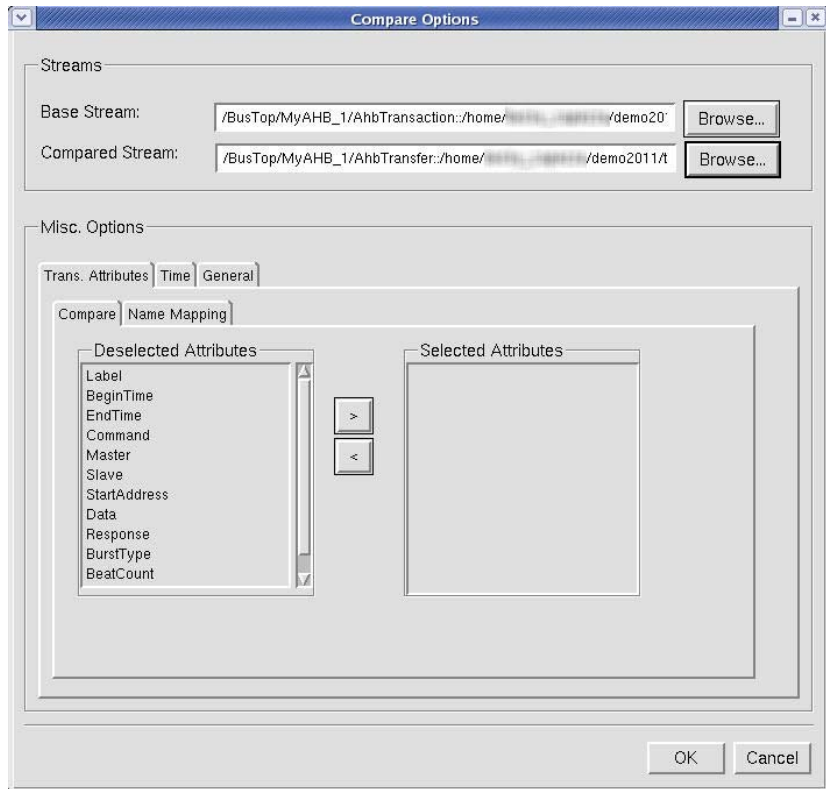 Compare Options
Streams
Base Stream:
/BusTop/MyAHB_1/AhbTransaction::/home/ /demo20
Browse...
Compared Stream:
/BusTop/MyAHB_1/AhbTransfer::/home/ /demo2011/t
Browse...
Misc. Options
Trans. Attributes Time General
Compare Name Mapping
Deselected Attributes
Label
BeginTime
EndTime
Command
Master
Slave
StartAddress
Data
Response
BurstType
BeatCount
>
<
Selected Attributes
OK Cancel